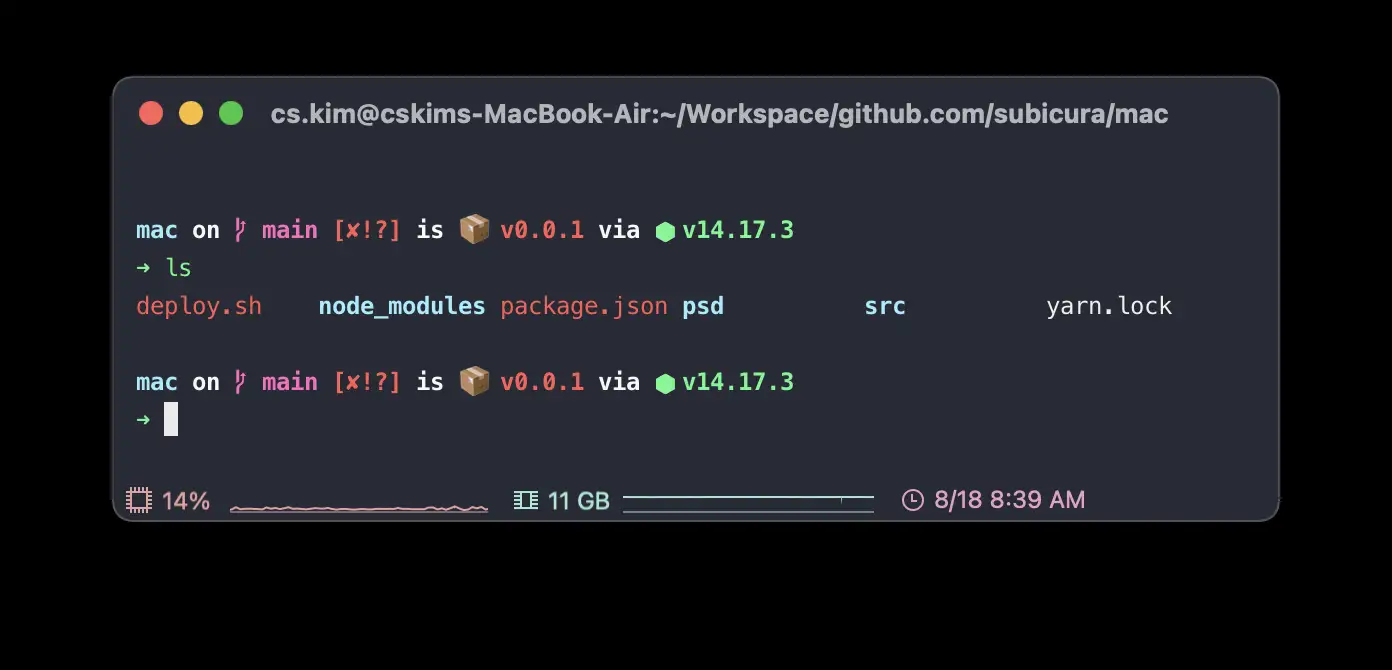 cs.kim@cskims-MacBook-Air:~/Workspace/github.com/subicura/mac
mac on main [✘!?] is 📦 v0.0.1 via ⬢ v14.17.3
➜ ls
deploy.sh node_modules package.json psd src yarn.lock
mac on main [✘!?] is 📦 v0.0.1 via ⬢ v14.17.3
➜
14% 11 GB 8/18 8:39 AM